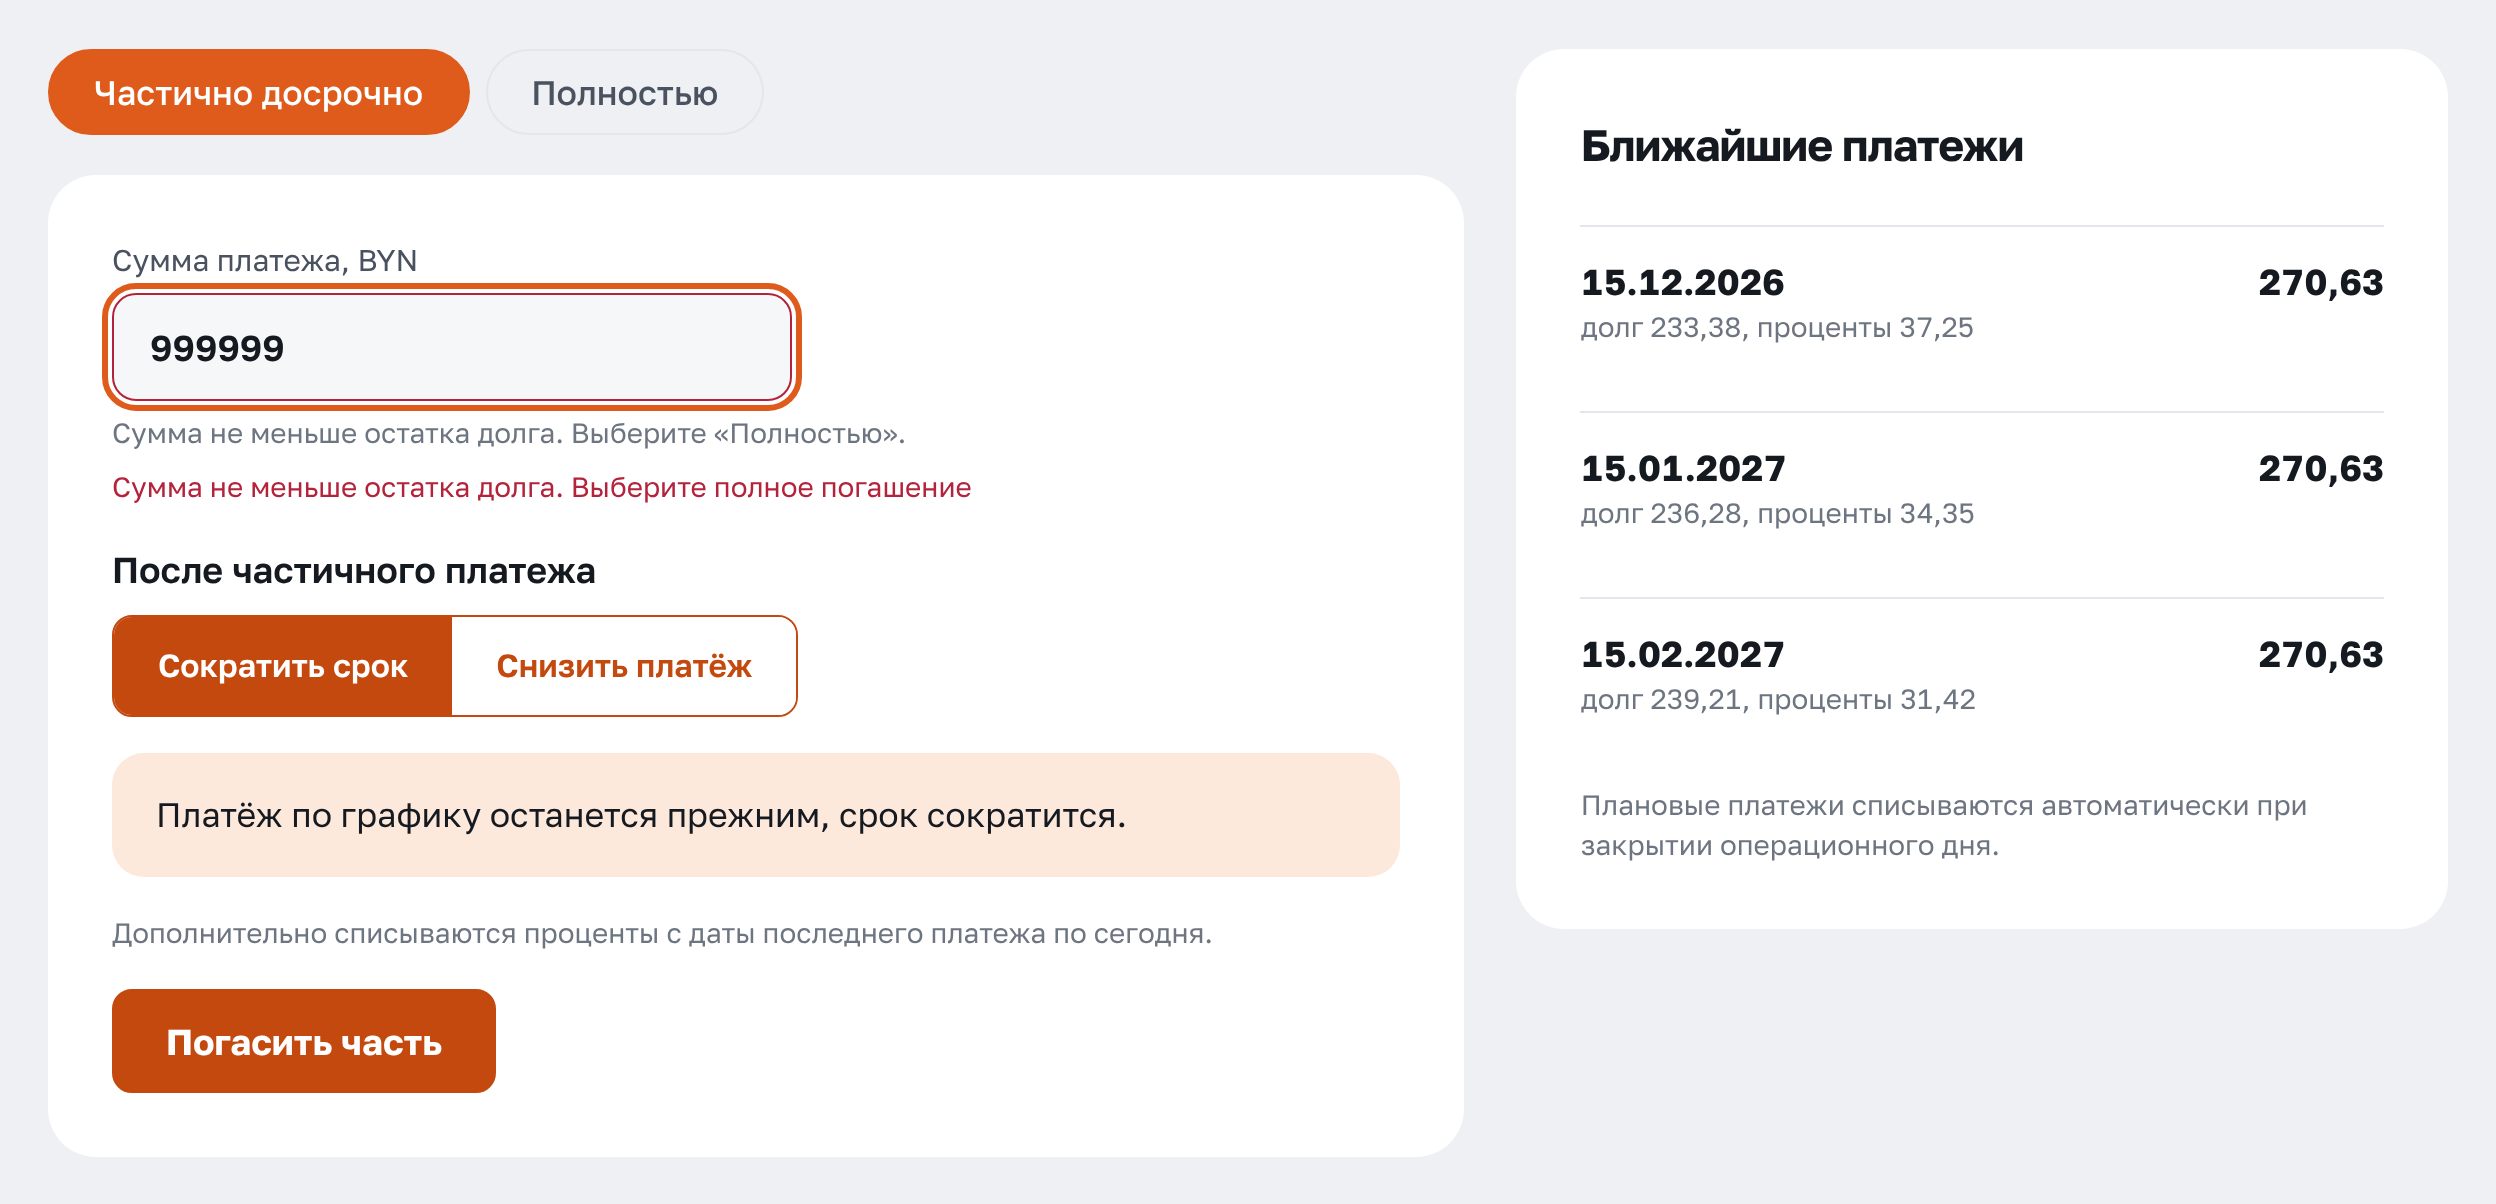 Частично досрочно
Полностью
Сумма платежа, BYN
999999
Сумма не меньше остатка долга. Выберите «Полностью».
Сумма не меньше остатка долга. Выберите полное погашение
После частичного платежа
Сократить срок
Снизить платёж
Платёж по графику останется прежним, срок сократится.
Дополнительно списываются проценты с даты последнего платежа по сегодня.
Погасить часть
Ближайшие платежи
15.12.2026 270,63
долг 233,38, проценты 37,25
15.01.2027 270,63
долг 236,28, проценты 34,35
15.02.2027 270,63
долг 239,21, проценты 31,42
Плановые платежи списываются автоматически при
закрытии операционного дня.